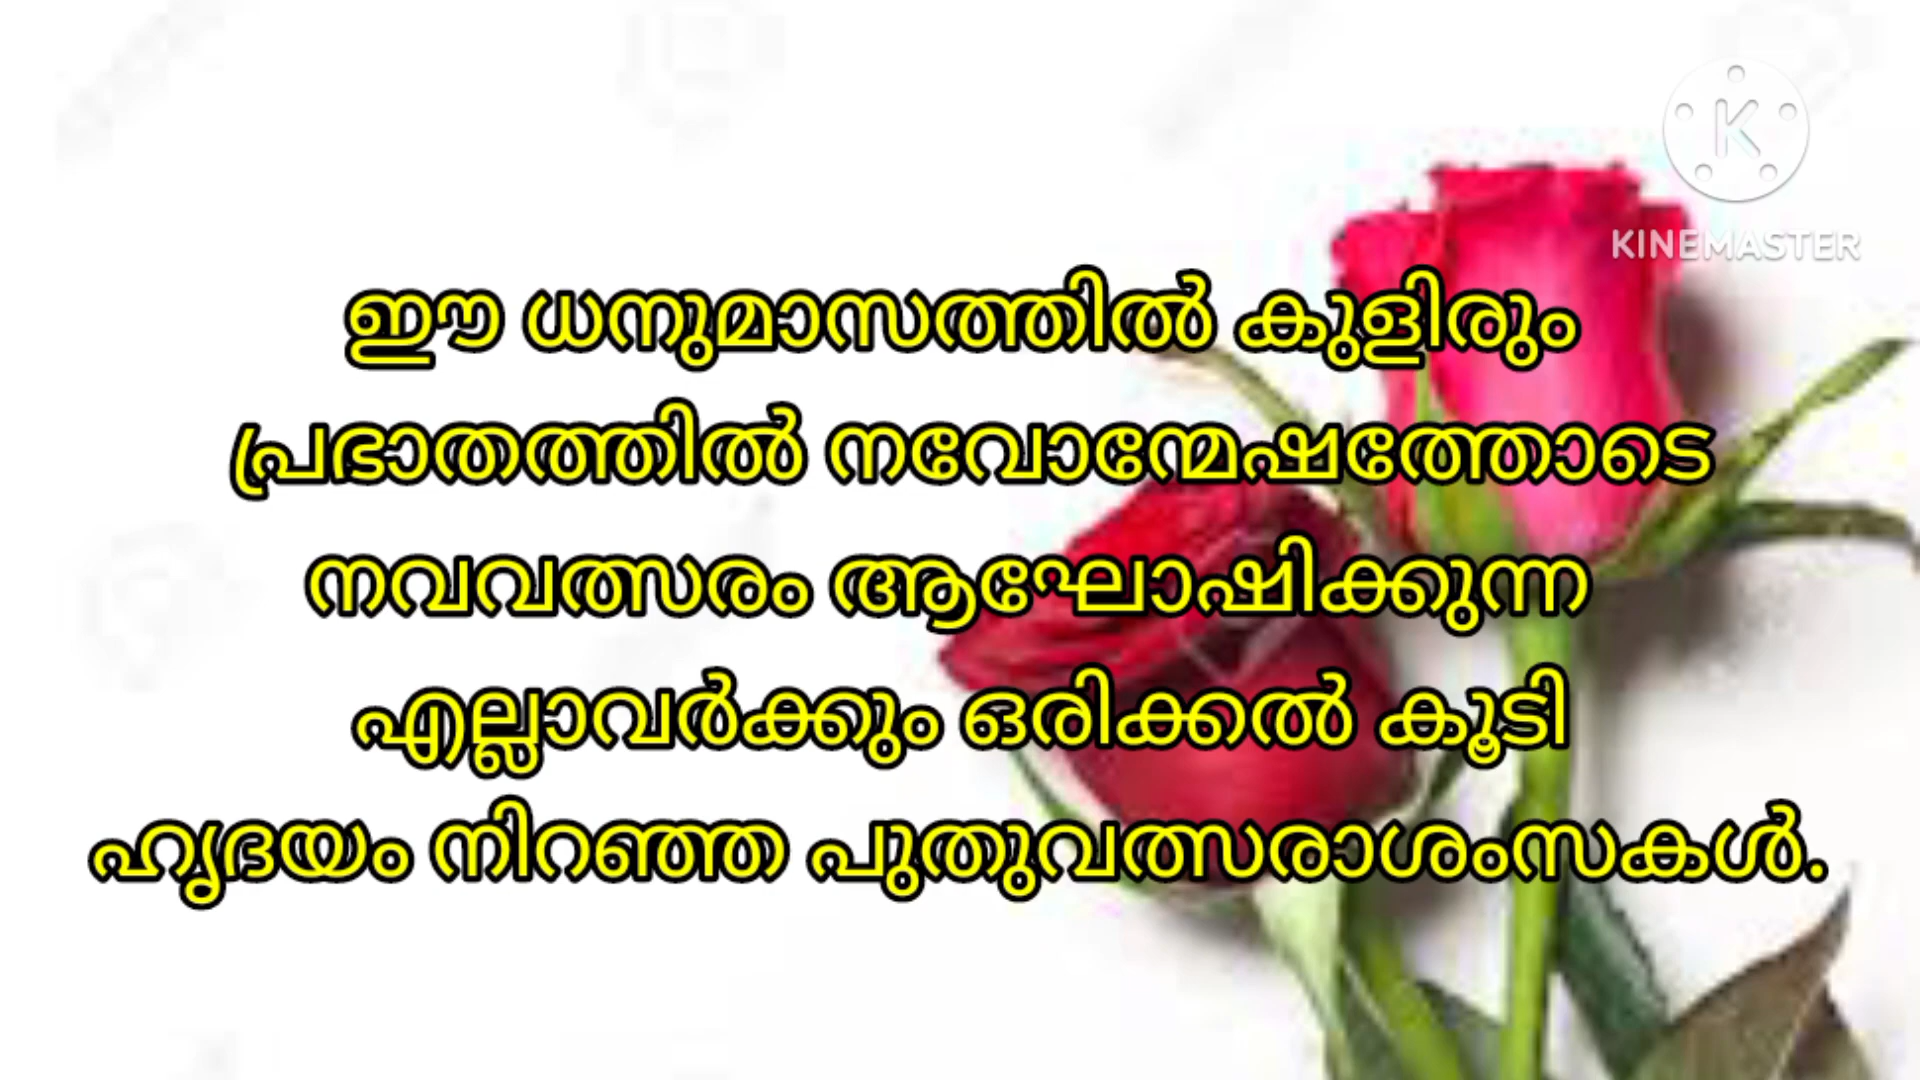 KINEMASTER
ഈ ധനുമാസത്തിൽ കുളിരും
പ്രഭാതത്തിൽ നവോന്മേഷത്തോടെ
നവവത്സരം ആഘോഷിക്കുന്ന
എല്ലാവർക്കും ഒരിക്കൽ കൂടി
ഹൃദയം നിറഞ്ഞ പുതുവത്സരാശംസകൾ.